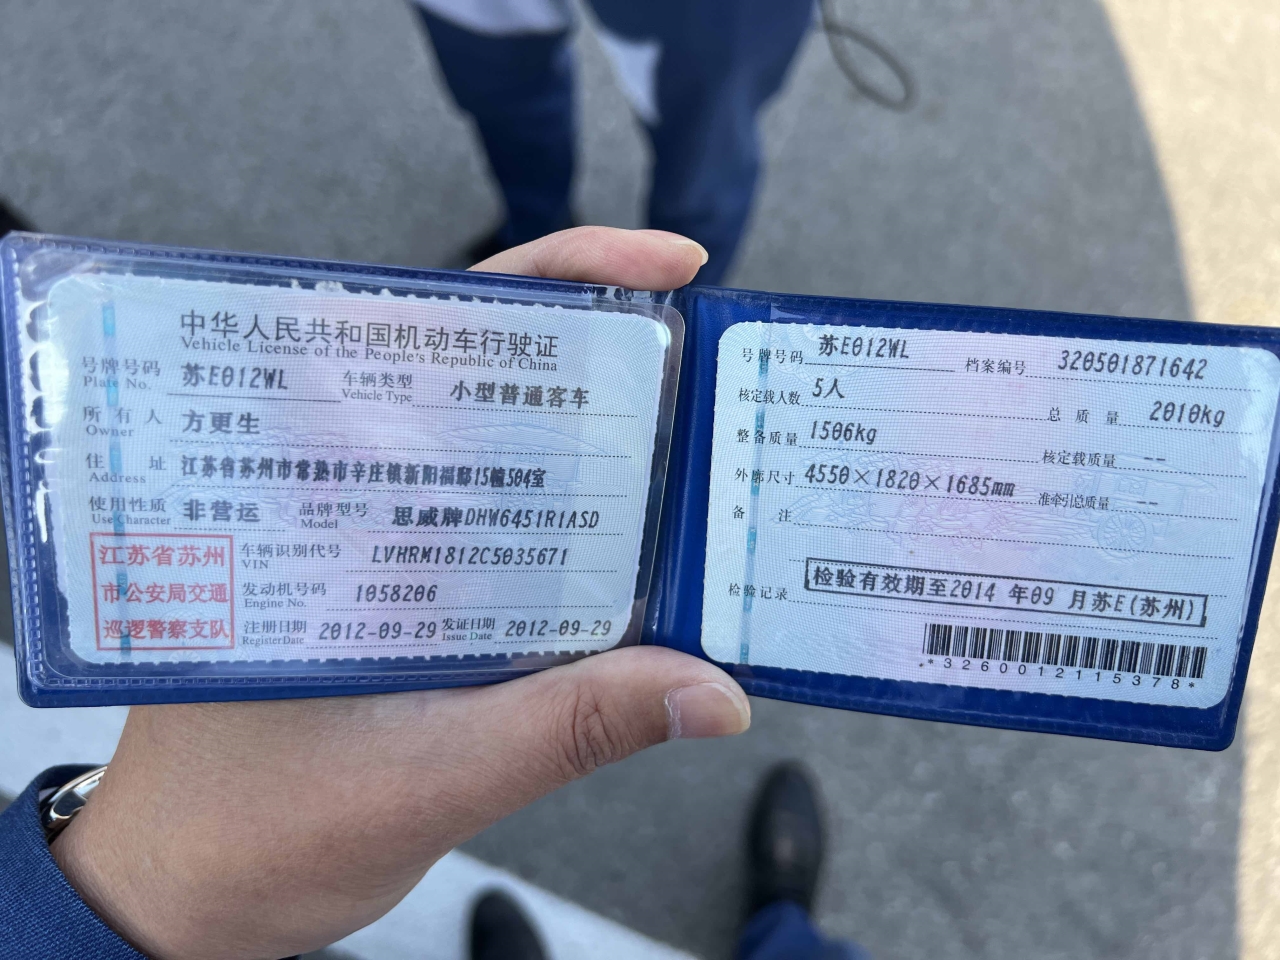 中华人民共和国机动车行驶证
Vehicle License of the People's Republic of China
号牌号码 苏E012WL 车辆类型 小型普通客车
Plate No. Vehicle Type
所有人 方更生
Owner
住址 江苏省苏州市常熟市辛庄镇新阳福邸15幢504室
Address
使用性质 非营运 品牌型号 思威牌DHW6451R1ASD
Use Character Model
江苏省苏州
市公安局交通
巡逻警察支队
车辆识别代号 LVHRM1812C5035671
VIN
发动机号码 1058206
Engine No.
注册日期 2012-09-29 发证日期 2012-09-29
Register Date Issue Date
号牌号码 苏E012WL 档案编号 320501871642
核定载人数 5人 总质量 2010kg
整备质量 1506kg 核定载质量 --
外廓尺寸 4550×1820×1685mm 准牵引总质量 --
备注
检验记录 检验有效期至2014 年09 月苏E(苏州)
*3260012115378*